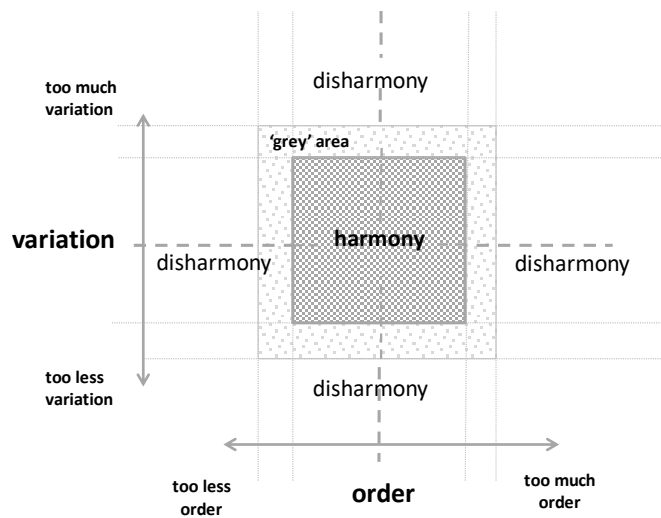 too much
variation
disharmony
'grey' area
variation
harmony
disharmony
disharmony
too less
variation
disharmony
too less
order
order
too much
order